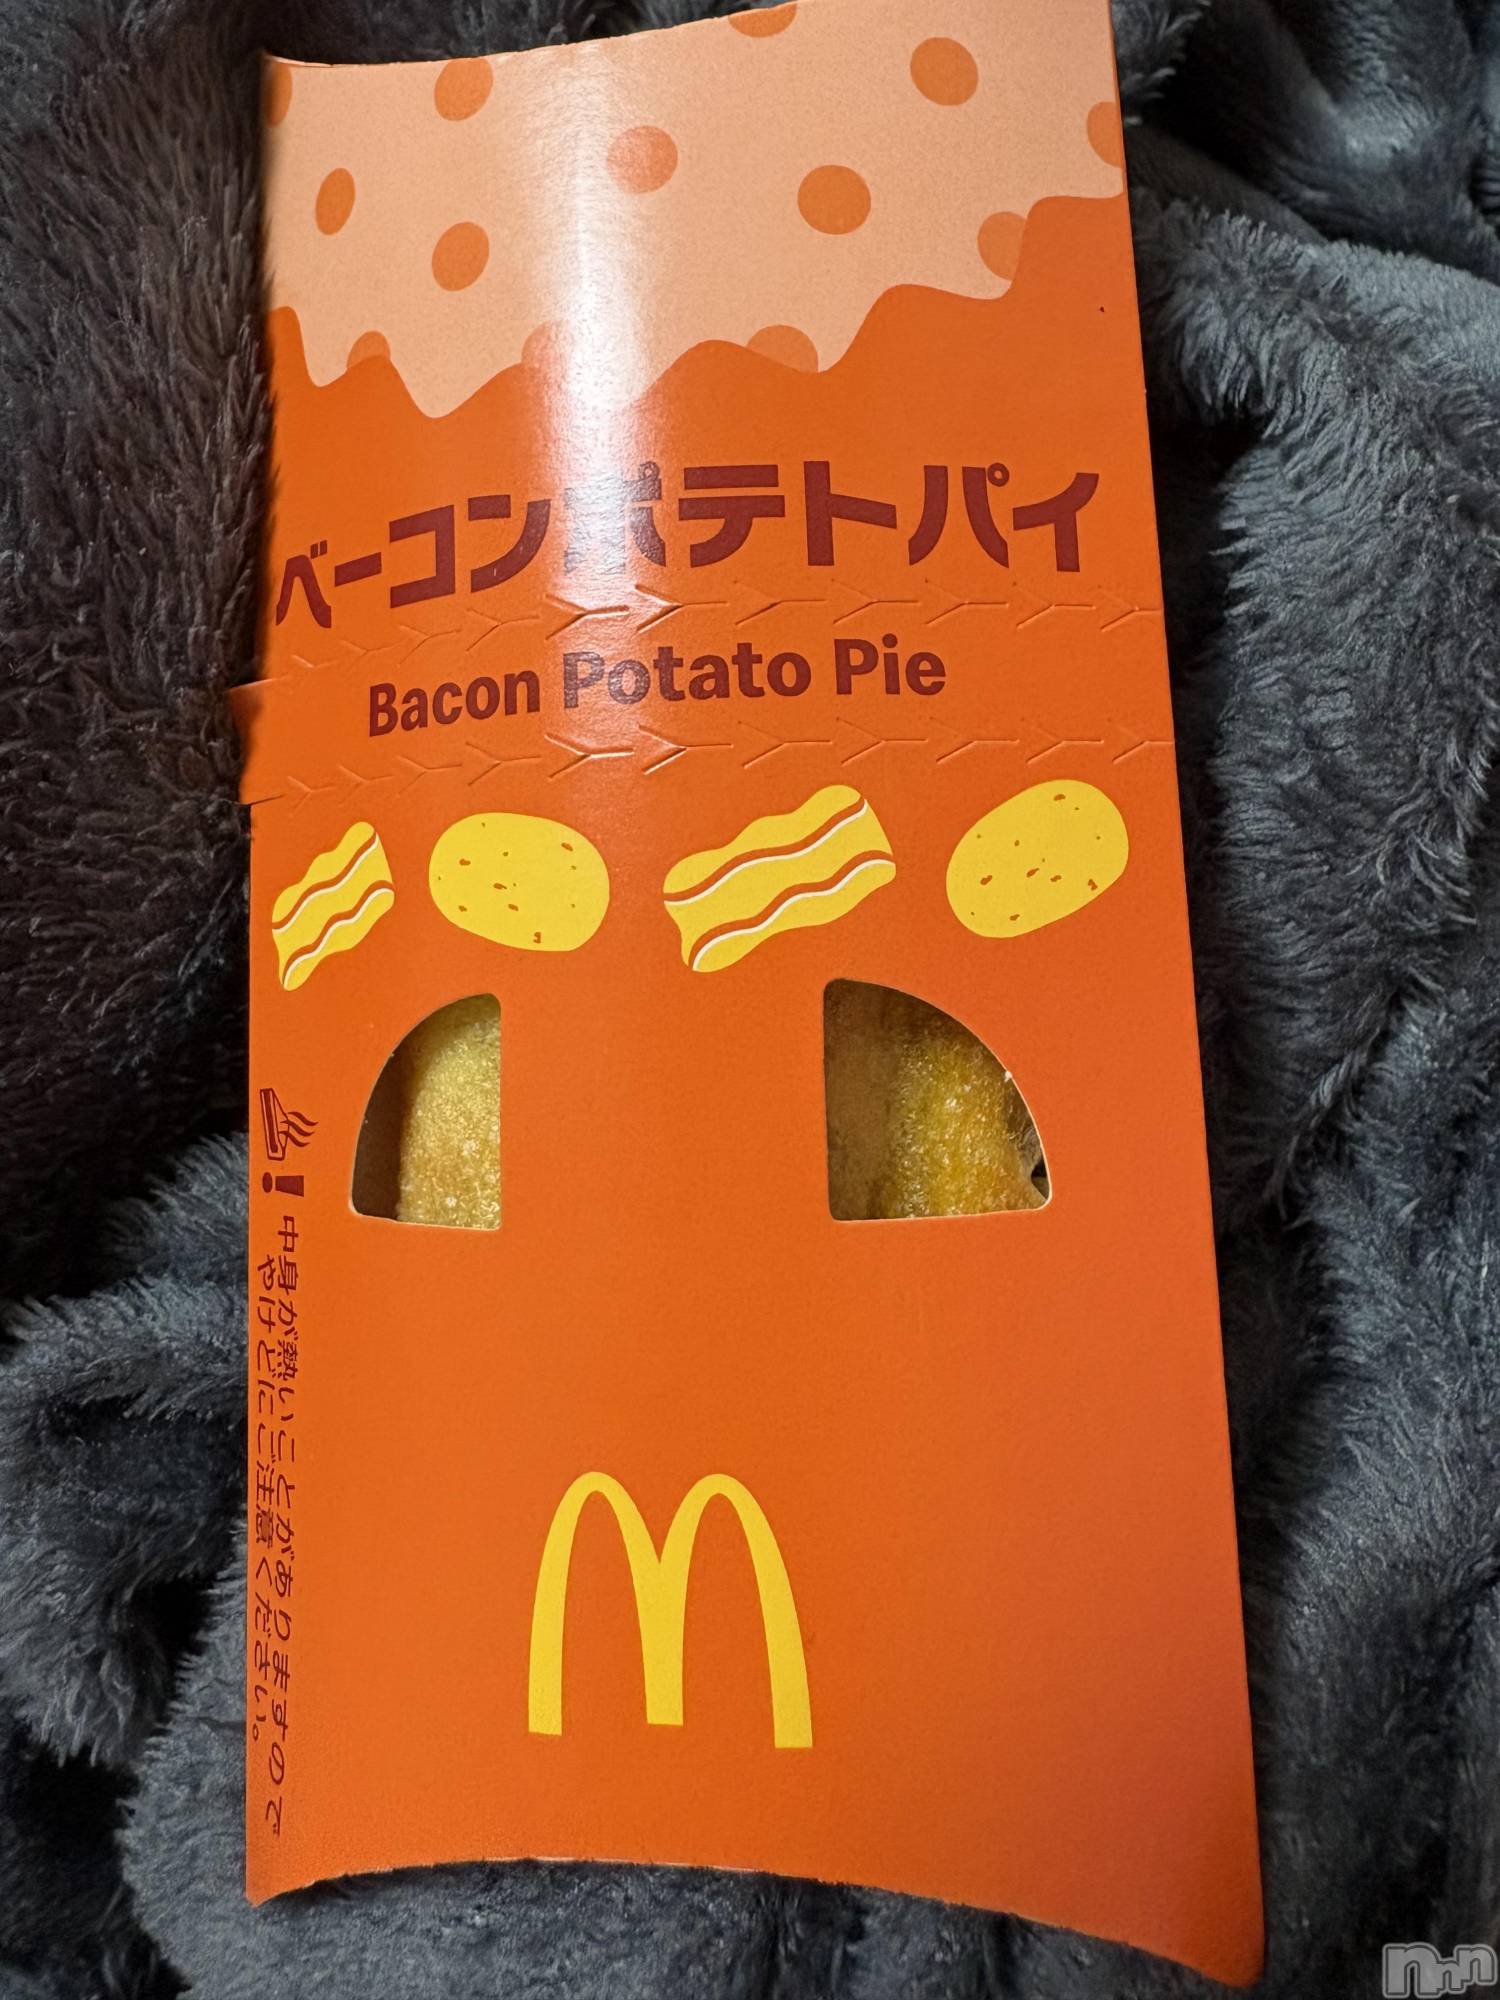 ベーコンポテトパイ
Bacon Potato Pie
中身が熱いことがありますので
やけどにご注意ください。
nnn